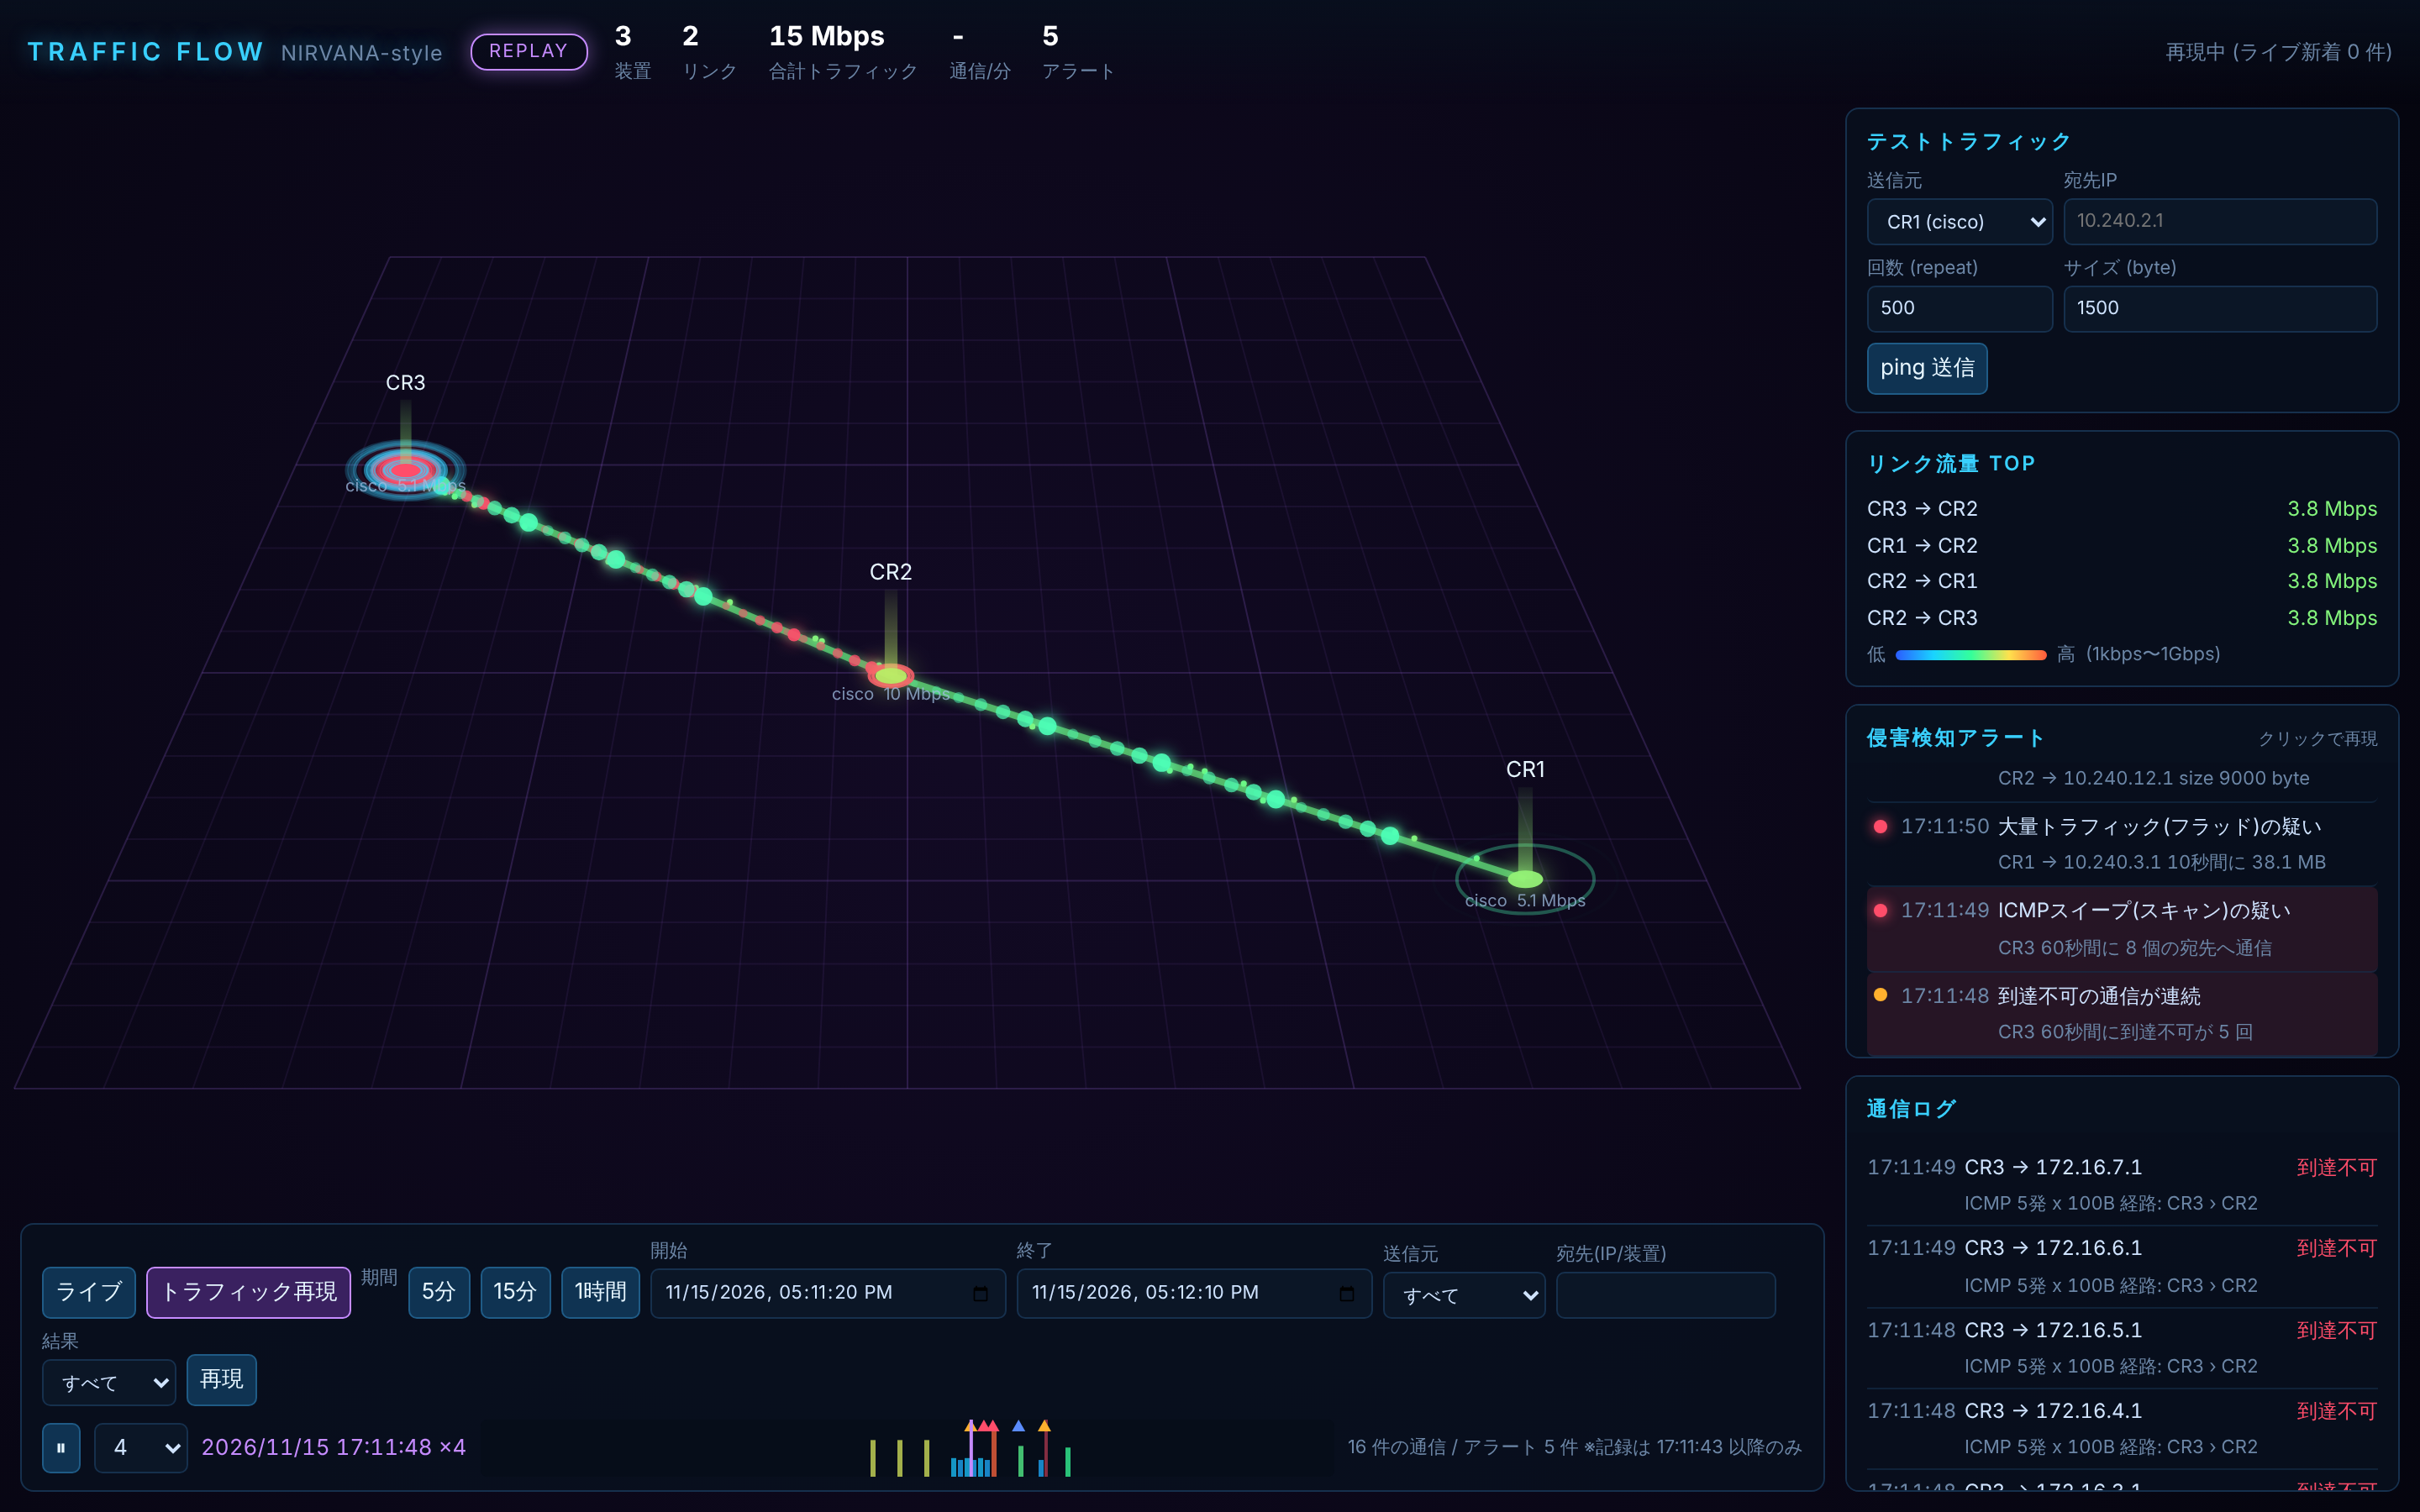 TRAFFIC FLOW NIRVANA-style REPLAY
3 2 15 Mbps - 5
装置 リンク 合計トラフィック 通信/分 アラート
再現中 (ライブ新着 0 件)
CR3
cisco 5.1 Mbps
CR2
cisco 10 Mbps
CR1
cisco 5.1 Mbps
テストトラフィック
送信元 宛先IP
CR1 (cisco) 10.240.2.1
回数 (repeat) サイズ (byte)
500 1500
ping 送信
リンク流量 TOP
CR3 → CR2 3.8 Mbps
CR1 → CR2 3.8 Mbps
CR2 → CR1 3.8 Mbps
CR2 → CR3 3.8 Mbps
低 高 (1kbps〜1Gbps)
侵害検知アラート クリックで再現
CR2 → 10.240.12.1 size 9000 byte
17:11:50 大量トラフィック(フラッド)の疑い
CR1 → 10.240.3.1 10秒間に 38.1 MB
17:11:49 ICMPスイープ(スキャン)の疑い
CR3 60秒間に 8 個の宛先へ通信
17:11:48 到達不可の通信が連続
CR3 60秒間に到達不可が 5 回
通信ログ
17:11:49 CR3 → 172.16.7.1 到達不可
ICMP 5発 x 100B 経路: CR3 › CR2
17:11:49 CR3 → 172.16.6.1 到達不可
ICMP 5発 x 100B 経路: CR3 › CR2
17:11:48 CR3 → 172.16.5.1 到達不可
ICMP 5発 x 100B 経路: CR3 › CR2
17:11:48 CR3 → 172.16.4.1 到達不可
ICMP 5発 x 100B 経路: CR3 › CR2
17:11:48 CR3 → 172.16.3.1 到達不可
開始 終了 送信元 宛先(IP/装置)
ライブ トラフィック再現 期間 5分 15分 1時間 11/15/2026, 05:11:20 PM 11/15/2026, 05:12:10 PM すべて
結果
すべて 再現
4 2026/11/15 17:11:48 ×4 16 件の通信 / アラート 5 件 ※記録は 17:11:43 以降のみ